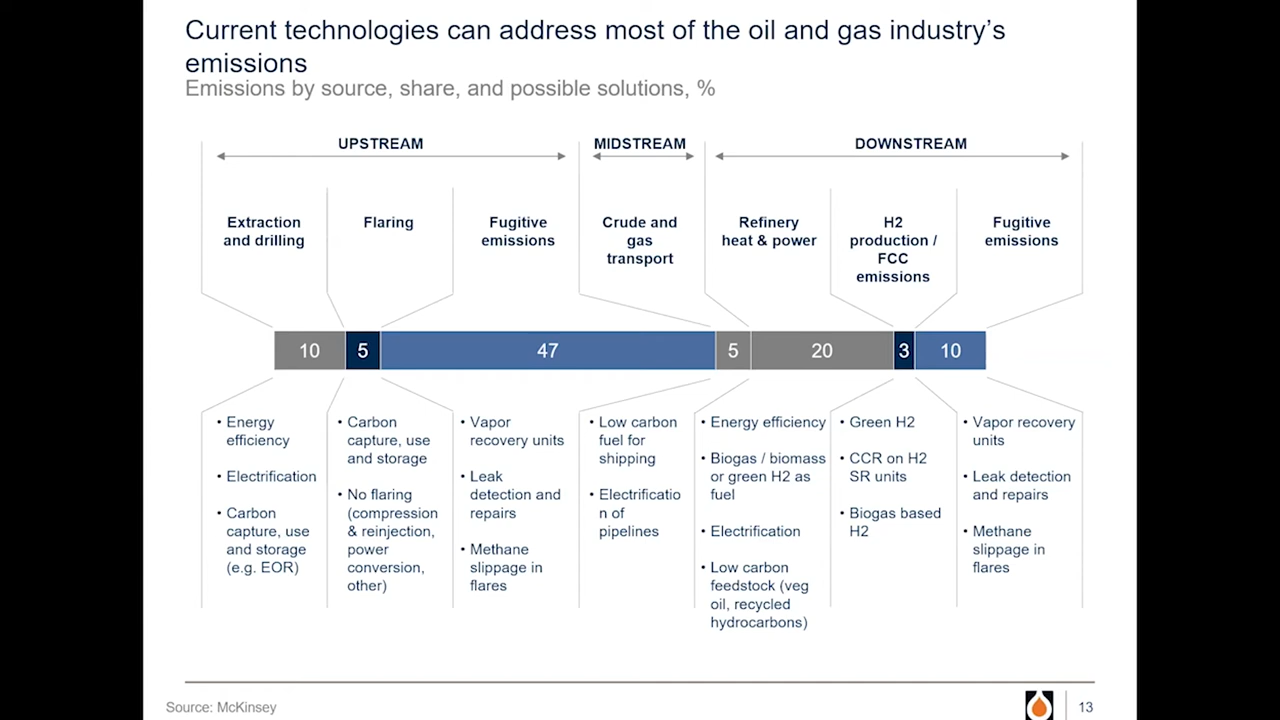 Current technologies can address most of the oil and gas industry's
emissions
Emissions by source, share, and possible solutions, %
UPSTREAM
MIDSTREAM
DOWNSTREAM
Extraction
and drilling
Flaring
Fugitive
emissions
Crude and
gas
transport
Refinery
heat & power
H2
production /
FCC
emissions
Fugitive
emissions
10
5
47
5
20
3
10
• Energy
efficiency
• Electrification
• Carbon
capture, use
and storage
(e.g. EOR)
• Carbon
capture, use
and storage
• No flaring
(compression
& reinjection,
power
conversion,
other)
• Vapor
recovery units
• Leak
detection and
repairs
• Methane
slippage in
flares
• Low carbon
fuel for
shipping
• Electrificatio
n of
pipelines
• Energy efficiency
• Biogas / biomass
or green H2 as
fuel
• Electrification
• Low carbon
feedstock (veg
oil, recycled
hydrocarbons)
• Green H2
• CCR on H2
SR units
• Biogas based
H2
• Vapor recovery
units
• Leak detection
and repairs
• Methane
slippage in
flares
Source: McKinsey
13